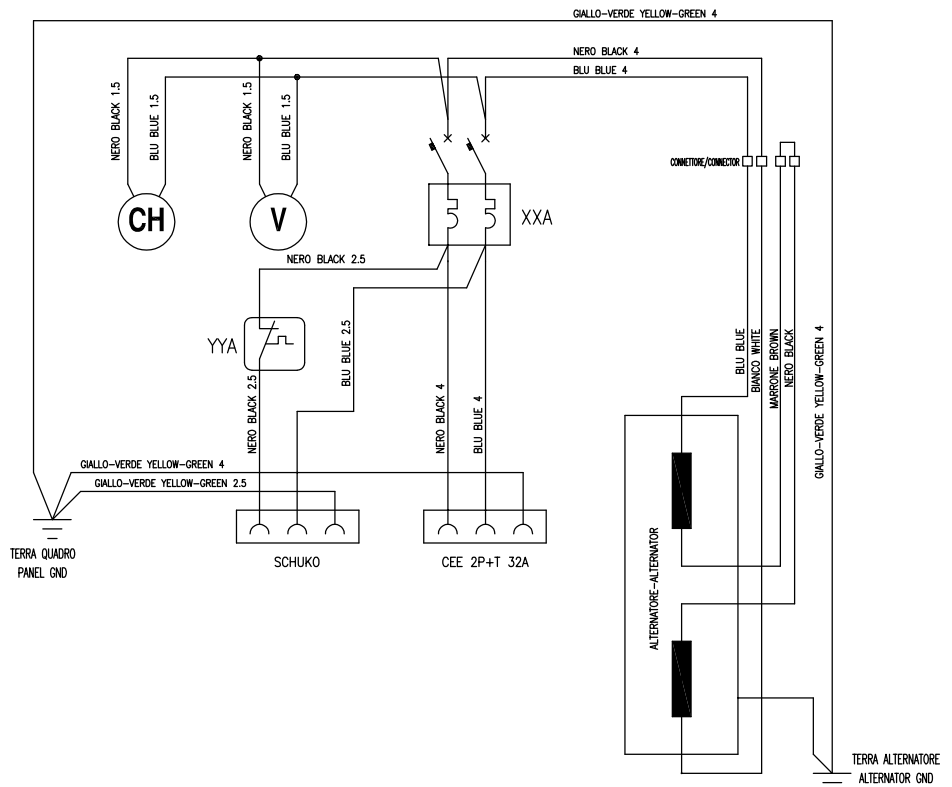 GIALLO-VERDE YELLOW-GREEN 4
NERO BLACK 4
BLU BLUE 4
NERO BLACK 1.5
BLU BLUE 1.5
NERO BLACK 1.5
BLU BLUE 1.5
CONNETTORE/CONNECTOR
CH
V
XXA
NERO BLACK 2.5
YYA
BLU BLUE 2.5
NERO BLACK 2.5
NERO BLACK 4
BLU BLUE 4
BLU BLUE
BIANCO WHITE
MARRONE BROWN
NERO BLACK
GIALLO-VERDE YELLOW-GREEN 4
GIALLO-VERDE YELLOW-GREEN 4
GIALLO-VERDE YELLOW-GREEN 2.5
TERRA QUADRO
PANEL GND
SCHUKO
CEE 2P+T 32A
ALTERNATORE-ALTERNATOR
TERRA ALTERNATORE
ALTERNATOR GND